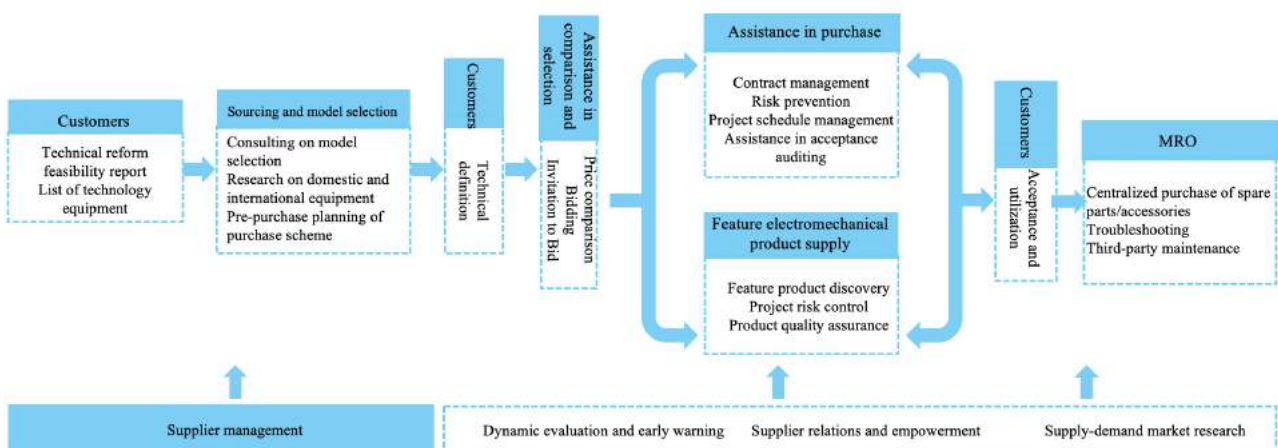 Customers
Technical reform
feasibility report
List of technology
equipment
Sourcing and model selection
Consulting on model
selection
Research on domestic and
international equipment
Pre-purchase planning of
purchase scheme
Customers
Technical
definition
Assistance in
comparison and
selection
Price comparison
Bidding
Invitation to Bid
Assistance in purchase
Contract management
Risk prevention
Project schedule management
Assistance in acceptance
auditing
Feature electromechanical
product supply
Feature product discovery
Project risk control
Product quality assurance
Customers
Acceptance and
utilization
MRO
Centralized purchase of spare
parts/accessories
Troubleshooting
Third-party maintenance
Supplier management
Dynamic evaluation and early warning
Supplier relations and empowerment
Supply-demand market research